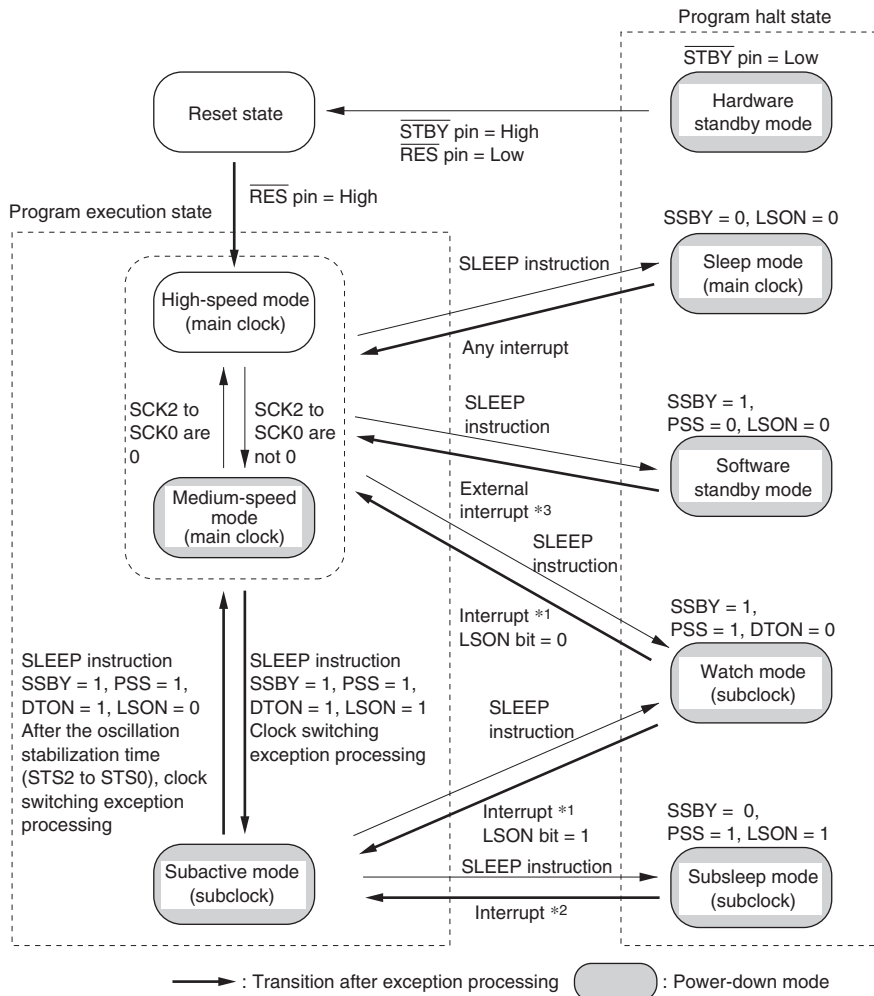 Program halt state
STBY pin = Low
Hardware
standby mode
Reset state
STBY pin = High
RES pin = Low
RES pin = High
Program execution state
SSBY = 0, LSON = 0
Sleep mode
(main clock)
SLEEP instruction
Any interrupt
High-speed mode
(main clock)
SCK2 to
SCK0 are
0
SCK2 to
SCK0 are
not 0
Medium-speed
mode
(main clock)
SLEEP
instruction
External
interrupt *3
SSBY = 1,
PSS = 0, LSON = 0
Software
standby mode
SLEEP
instruction
Interrupt *1
LSON bit = 0
SSBY = 1,
PSS = 1, DTON = 0
Watch mode
(subclock)
SLEEP instruction
SSBY = 1, PSS = 1,
DTON = 1, LSON = 0
After the oscillation
stabilization time
(STS2 to STS0), clock
switching exception
processing
SLEEP instruction
SSBY = 1, PSS = 1,
DTON = 1, LSON = 1
Clock switching
exception processing
SLEEP
instruction
Interrupt *1
LSON bit = 1
SSBY = 0,
PSS = 1, LSON = 1
Subactive mode
(subclock)
SLEEP instruction
Interrupt *2
Subsleep mode
(subclock)
: Transition after exception processing
: Power-down mode